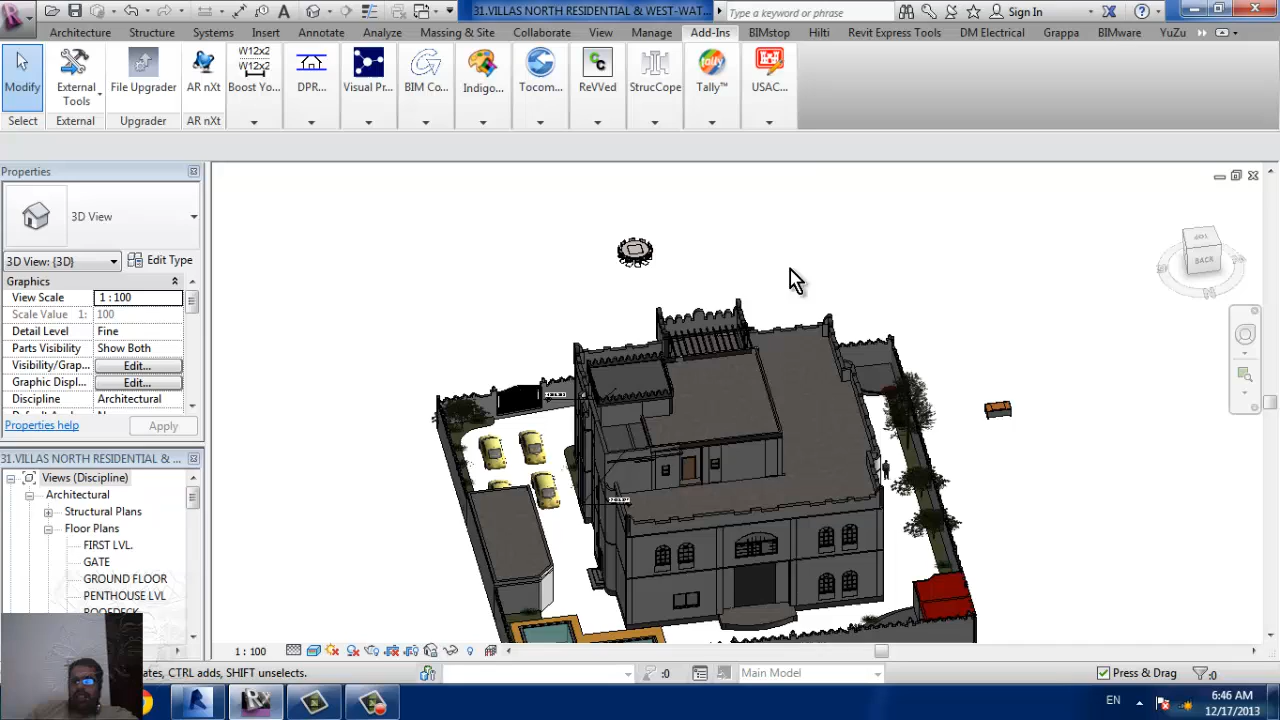 31.VILLAS NORTH RESIDENTIAL & WEST-WAT...
Type a keyword or phrase
Sign In
Architecture
Structure
Systems
Insert
Annotate
Analyze
Massing & Site
Collaborate
View
Manage
Add-Ins
BIMstop
Hilti
Revit Express Tools
DM Electrical
Grappa
BIMware
YuZu
W12x2
W12x2
Modify
External
Tools
File Upgrader
AR nXt
Boost Yo...
DPR...
Visual Pr...
BIM Co...
Indigo...
Tocom...
ReVVed
StrucCope
tally
Tally™
USAC...
Select
External
Upgrader
AR nXt
Properties
3D View
3D View: {3D}
Edit Type
Graphics
View Scale
1 : 100
Scale Value 1:
100
Detail Level
Fine
Parts Visibility
Show Both
Visibility/Grap...
Edit...
Graphic Displ...
Edit...
Discipline
Architectural
Properties help
Apply
31.VILLAS NORTH RESIDENTIAL & ...
Views (Discipline)
Architectural
Structural Plans
Floor Plans
FIRST LVL.
GATE
GROUND FLOOR
PENTHOUSE LVL
ROOFDECK
TOP
BACK
1 : 100
ates, CTRL adds, SHIFT unselects.
:0
Main Model
Press & Drag
:0
EN
6:46 AM
12/17/2013